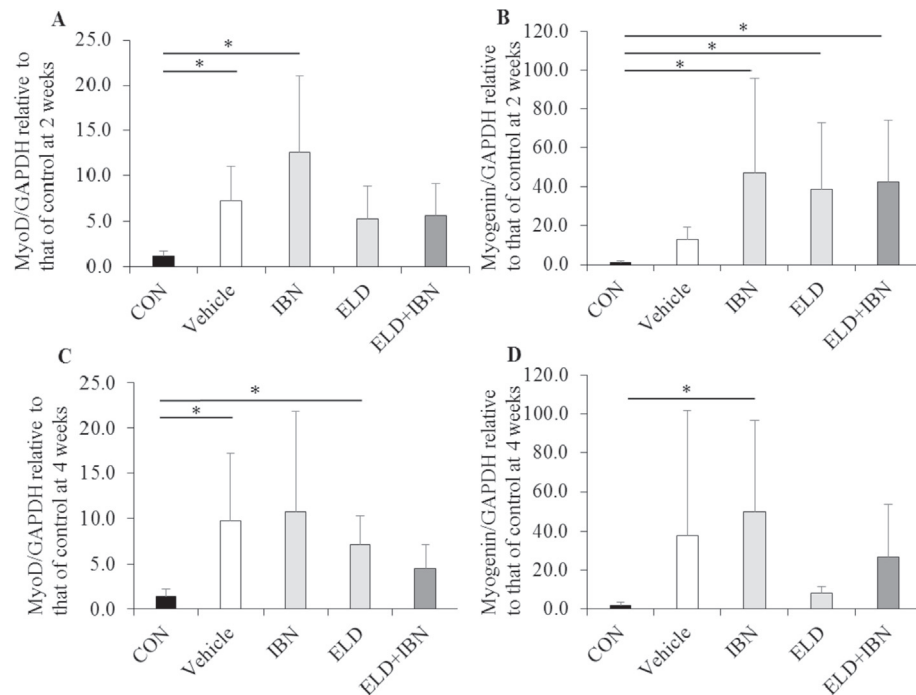 A
MyoD/GAPDH relative to
that of control at 2 weeks
25.0
20.0
15.0
10.0
5.0
0.0
*
*
CON
Vehicle
IBN
ELD
ELD+IBN
B
Myogenin/GAPDH relative
to that of control at 2 weeks
120.0
100.0
80.0
60.0
40.0
20.0
0.0
*
*
*
CON
Vehicle
IBN
ELD
ELD+IBN
C
MyoD/GAPDH relative to
that of control at 4 weeks
25.0
20.0
15.0
10.0
5.0
0.0
*
*
CON
Vehicle
IBN
ELD
ELD+IBN
D
Myogenin/GAPDH relative
to that of control at 4 weeks
120.0
100.0
80.0
60.0
40.0
20.0
0.0
*
CON
Vehicle
IBN
ELD
ELD+IBN